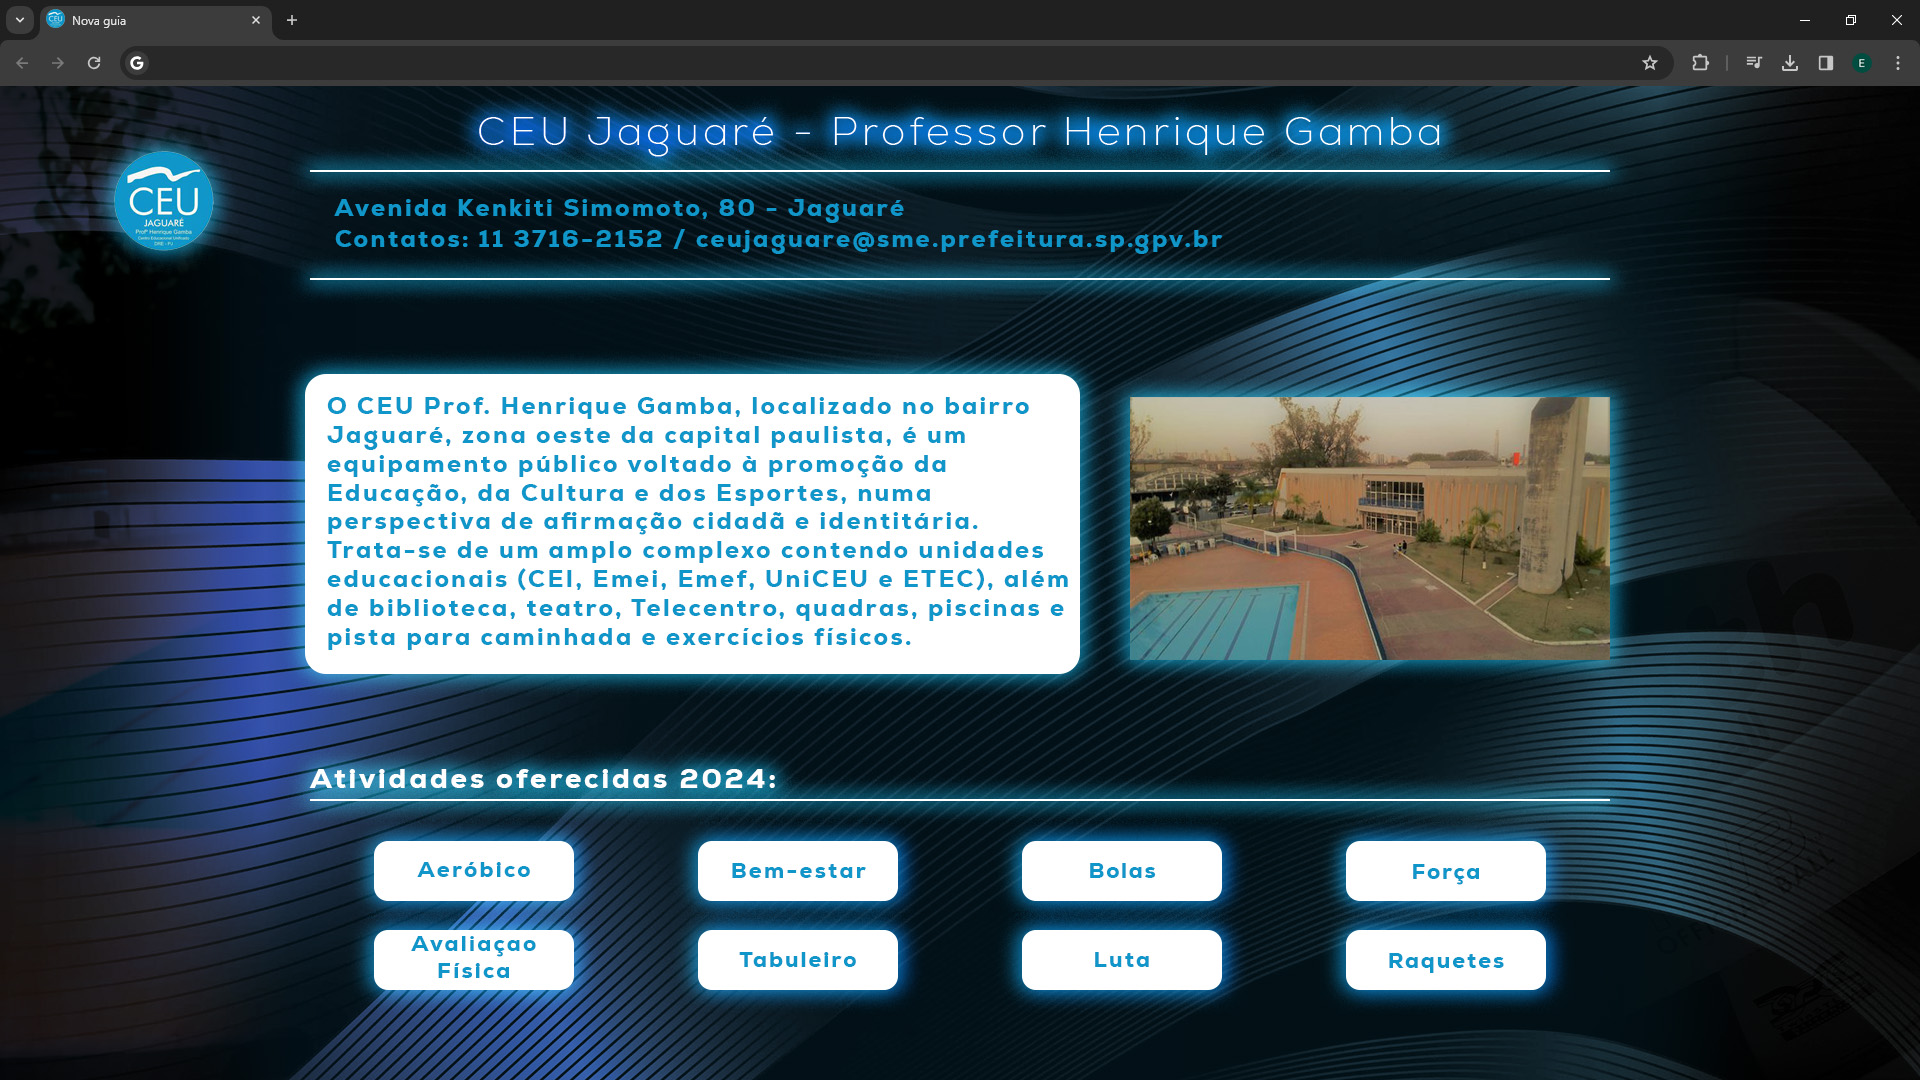 Nova guia
E
CEU Jaguaré - Professor Henrique Gamba
CEU
JAGUARÉ
Profº Henrique Gamba
Centro Educacional Unificado
DRE - PJ
Avenida Kenkiti Simomoto, 80 - Jaguaré
Contatos: 11 3716-2152 / ceujaguare@sme.prefeitura.sp.gpv.br
O CEU Prof. Henrique Gamba, localizado no bairro
Jaguaré, zona oeste da capital paulista, é um
equipamento público voltado à promoção da
Educação, da Cultura e dos Esportes, numa
perspectiva de afirmação cidadã e identitária.
Trata-se de um amplo complexo contendo unidades
educacionais (CEI, Emei, Emef, UniCEU e ETEC), além
de biblioteca, teatro, Telecentro, quadras, piscinas e
pista para caminhada e exercícios físicos.
Atividades oferecidas 2024:
Aeróbico
Bem-estar
Bolas
Força
Avaliaçao
Física
Tabuleiro
Luta
Raquetes